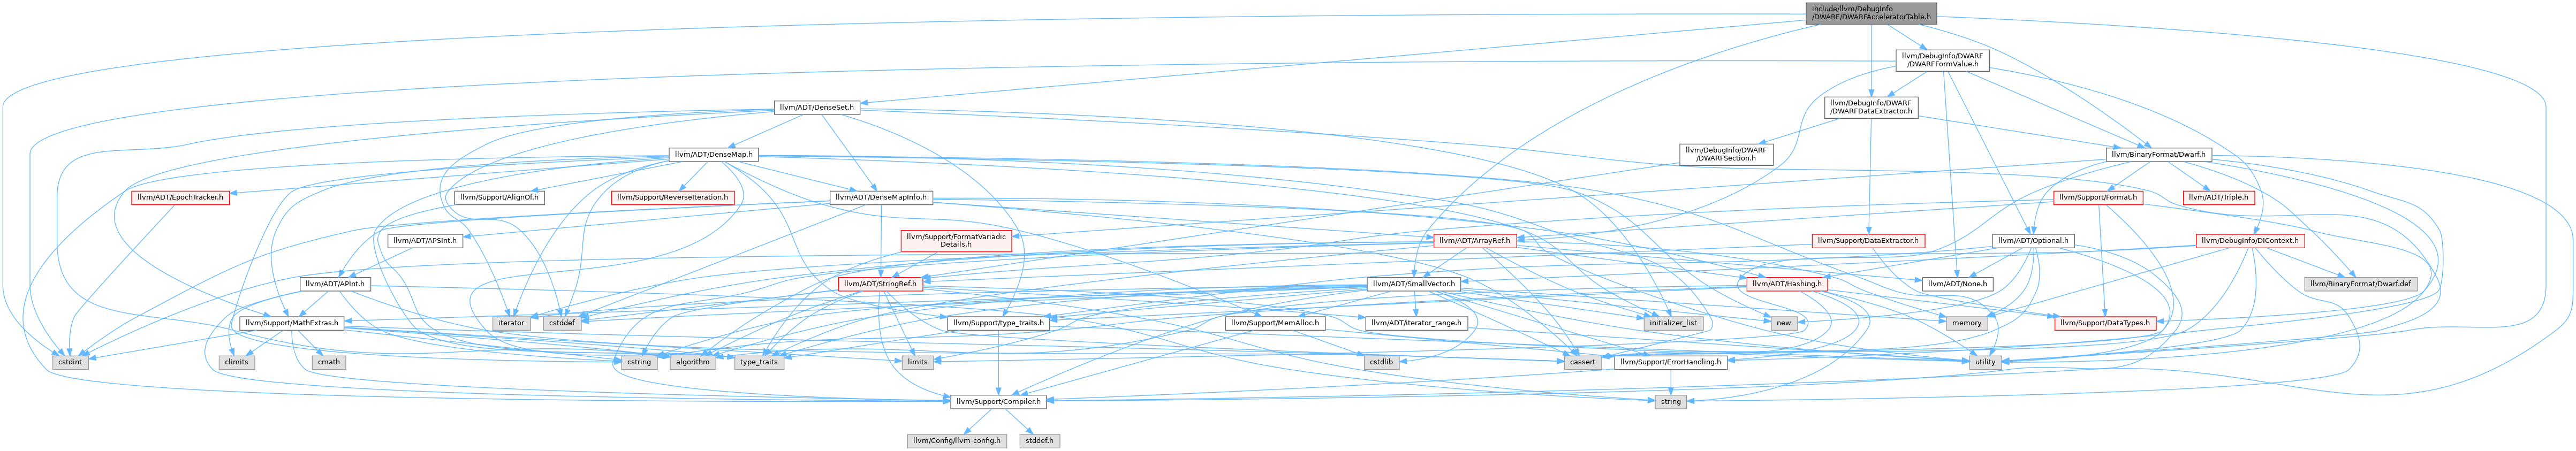 include/llvm/DebugInfo
/DWARF/DWARFAcceleratorTable.h
llvm/DebugInfo/DWARF
/DWARFFormValue.h
llvm/ADT/DenseSet.h
llvm/DebugInfo/DWARF
/DWARFDataExtractor.h
llvm/ADT/DenseMap.h
llvm/DebugInfo/DWARF
/DWARFSection.h
llvm/BinaryFormat/Dwarf.h
llvm/ADT/EpochTracker.h
llvm/Support/AlignOf.h
llvm/Support/ReverseIteration.h
llvm/ADT/DenseMapInfo.h
llvm/Support/Format.h
llvm/ADT/Triple.h
llvm/ADT/APSInt.h
llvm/Support/FormatVariadic
Details.h
llvm/ADT/ArrayRef.h
llvm/Support/DataExtractor.h
llvm/ADT/Optional.h
llvm/DebugInfo/DIContext.h
llvm/ADT/APInt.h
llvm/ADT/StringRef.h
llvm/ADT/SmallVector.h
llvm/ADT/Hashing.h
llvm/ADT/None.h
llvm/BinaryFormat/Dwarf.def
llvm/Support/MathExtras.h
iterator
cstddef
llvm/Support/type_traits.h
llvm/Support/MemAlloc.h
llvm/ADT/iterator_range.h
initializer_list
new
memory
llvm/Support/DataTypes.h
cstdint
climits
cmath
cstring
algorithm
type_traits
limits
cstdlib
cassert
llvm/Support/ErrorHandling.h
utility
llvm/Support/Compiler.h
string
llvm/Config/llvm-config.h
stddef.h